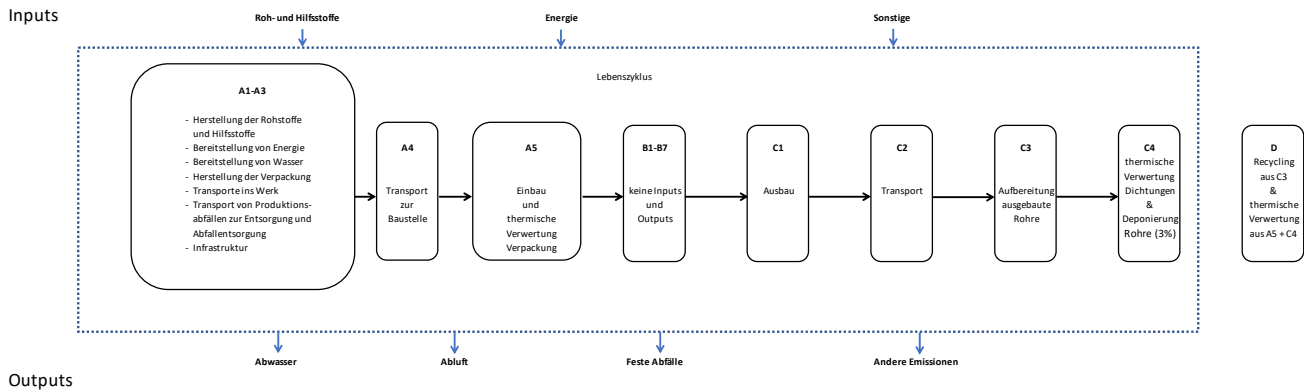 Inputs
Roh- und Hilfsstoffe
Energie
Sonstige
Lebenszyklus
A1-A3
- Herstellung der Rohstoffe
und Hilfsstoffe
- Bereitstellung von Energie
- Bereitstellung von Wasser
- Herstellung der Verpackung
- Transporte ins Werk
- Transport von Produktions-
abfällen zur Entsorgung und
Abfallentsorgung
- Infrastruktur
A4
Transport
zur
Baustelle
A5
Einbau
und
thermische
Verwertung
Verpackung
B1-B7
keine Inputs
und
Outputs
C1
Ausbau
C2
Transport
C3
Aufbereitung
ausgebaute
Rohre
C4
thermische
Verwertung
Dichtungen
&
Deponierung
Rohre (3%)
D
Recycling
aus C3
&
thermische
Verwertung
aus A5 + C4
Abwasser
Abluft
Feste Abfälle
Andere Emissionen
Outputs